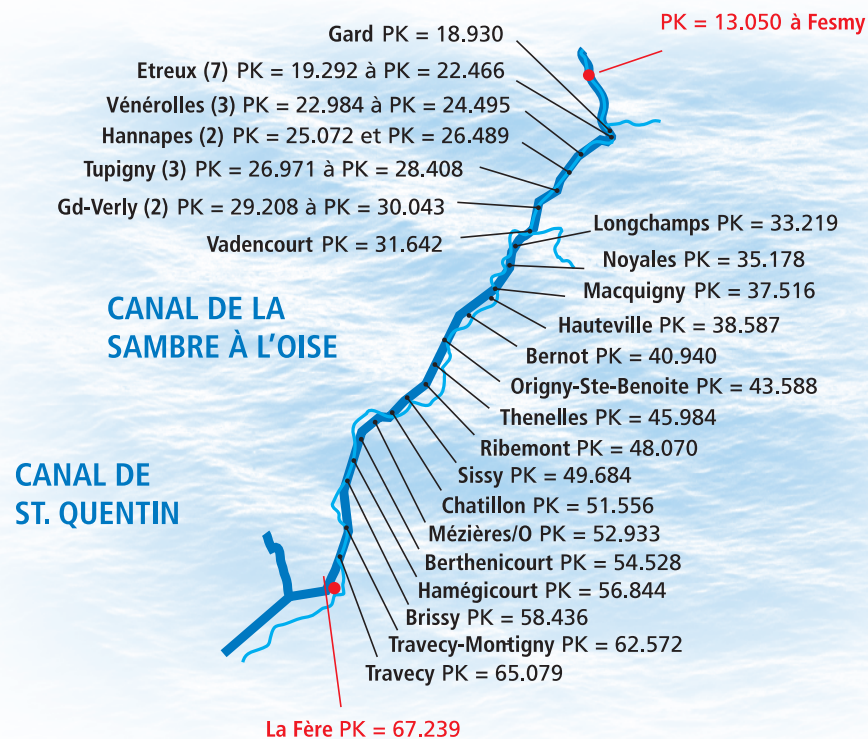 PK = 13.050 à Fesmy
Gard PK = 18.930
Etreux (7) PK = 19.292 à PK = 22.466
Vénérolles (3) PK = 22.984 à PK = 24.495
Hannapes (2) PK = 25.072 et PK = 26.489
Tupigny (3) PK = 26.971 à PK = 28.408
Gd-Verly (2) PK = 29.208 à PK = 30.043
Vadencourt PK = 31.642
Longchamps PK = 33.219
Noyales PK = 35.178
Macquigny PK = 37.516
Hauteville PK = 38.587
Bernot PK = 40.940
Origny-Ste-Benoite PK = 43.588
Thenelles PK = 45.984
Ribemont PK = 48.070
Sissy PK = 49.684
Chatillon PK = 51.556
Mézières/O PK = 52.933
Berthenicourt PK = 54.528
Hamégicourt PK = 56.844
Brissy PK = 58.436
Travecy-Montigny PK = 62.572
Travecy PK = 65.079
La Fère PK = 67.239
CANAL DE LA
SAMBRE À L'OISE
CANAL DE
ST. QUENTIN